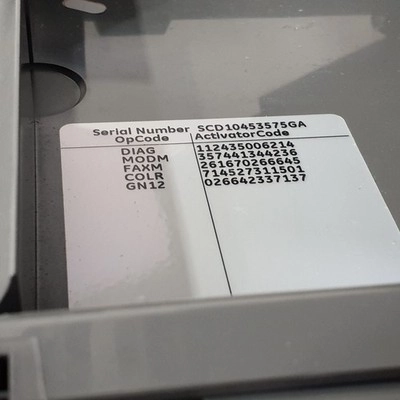 Serial Number SCD10453575GA
OpCode ActivatorCode
DIAG 112435006214
MODM 357441344236
FAXM 261670266645
COLR 714527311501
GN12 026642337137